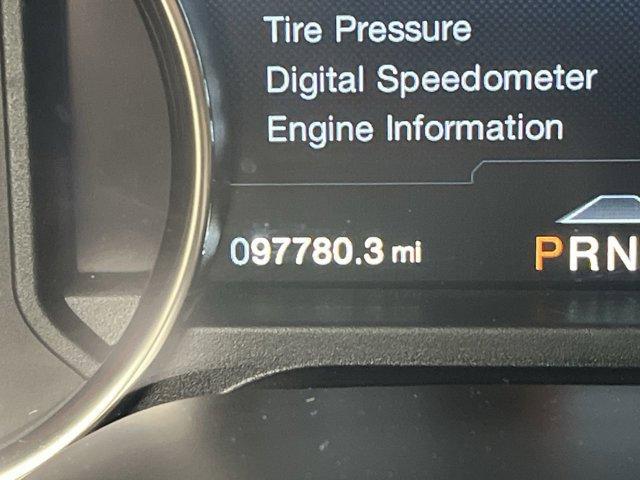 Tire Pressure
Digital Speedometer
Engine Information
097780.3 mi
PRN